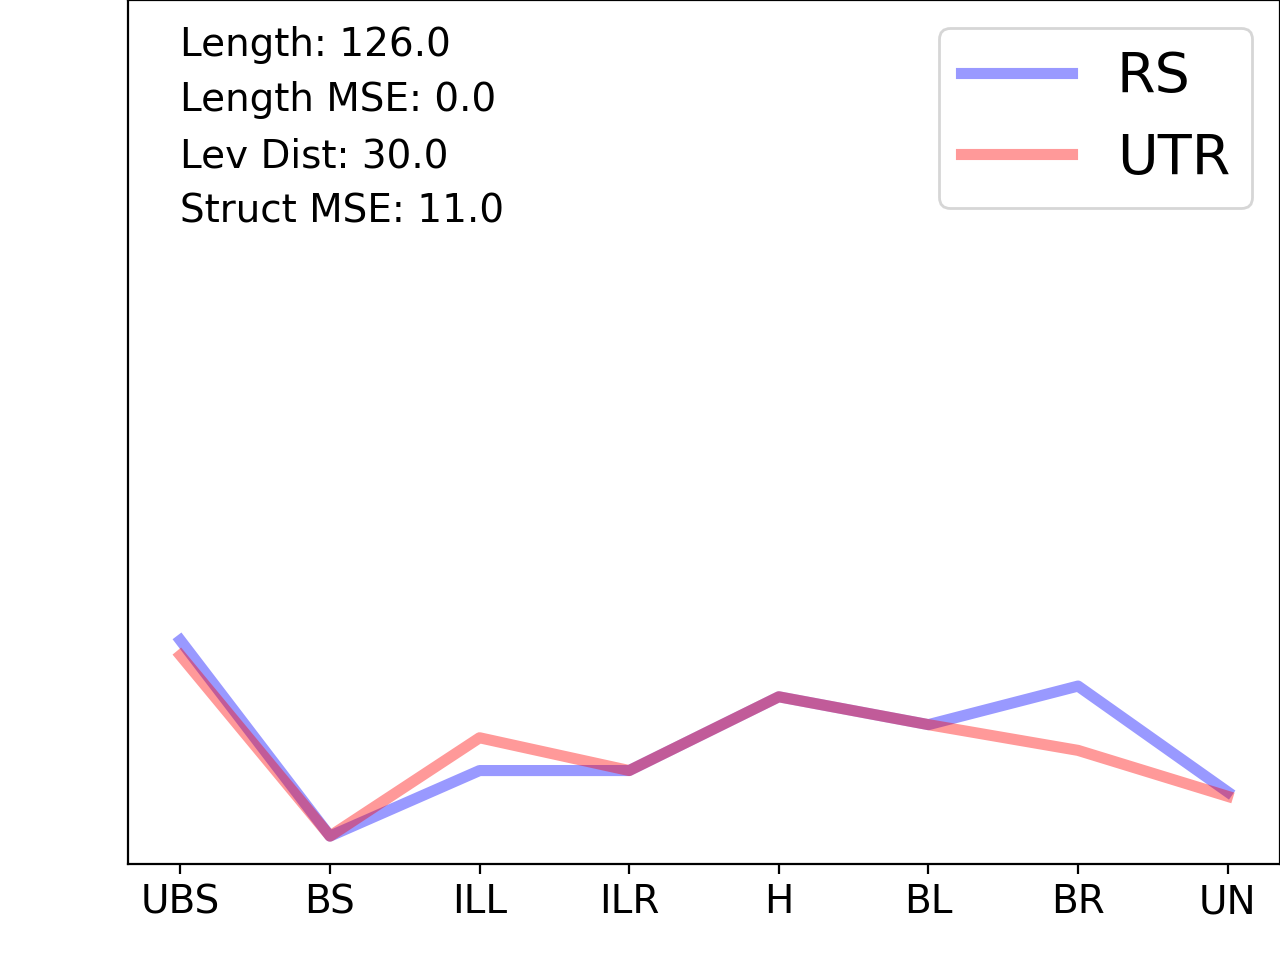 Length: 126.0
Length MSE: 0.0
Lev Dist: 30.0
Struct MSE: 11.0
RS
UTR
UBS BS ILL ILR H BL BR UN